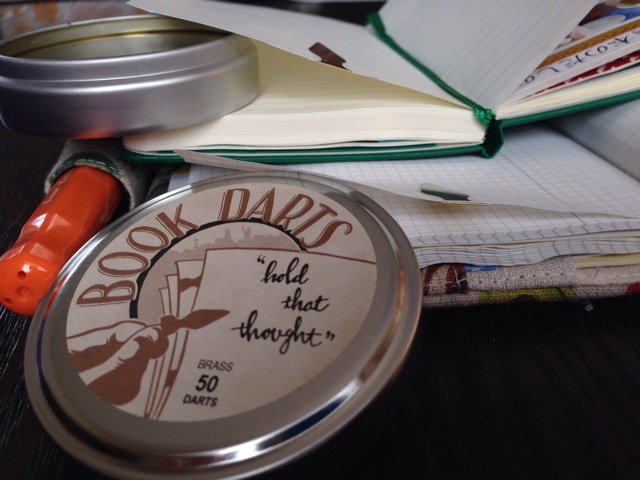 BOOK DARTS
“hold
that
thought”
BRASS
50
DARTS